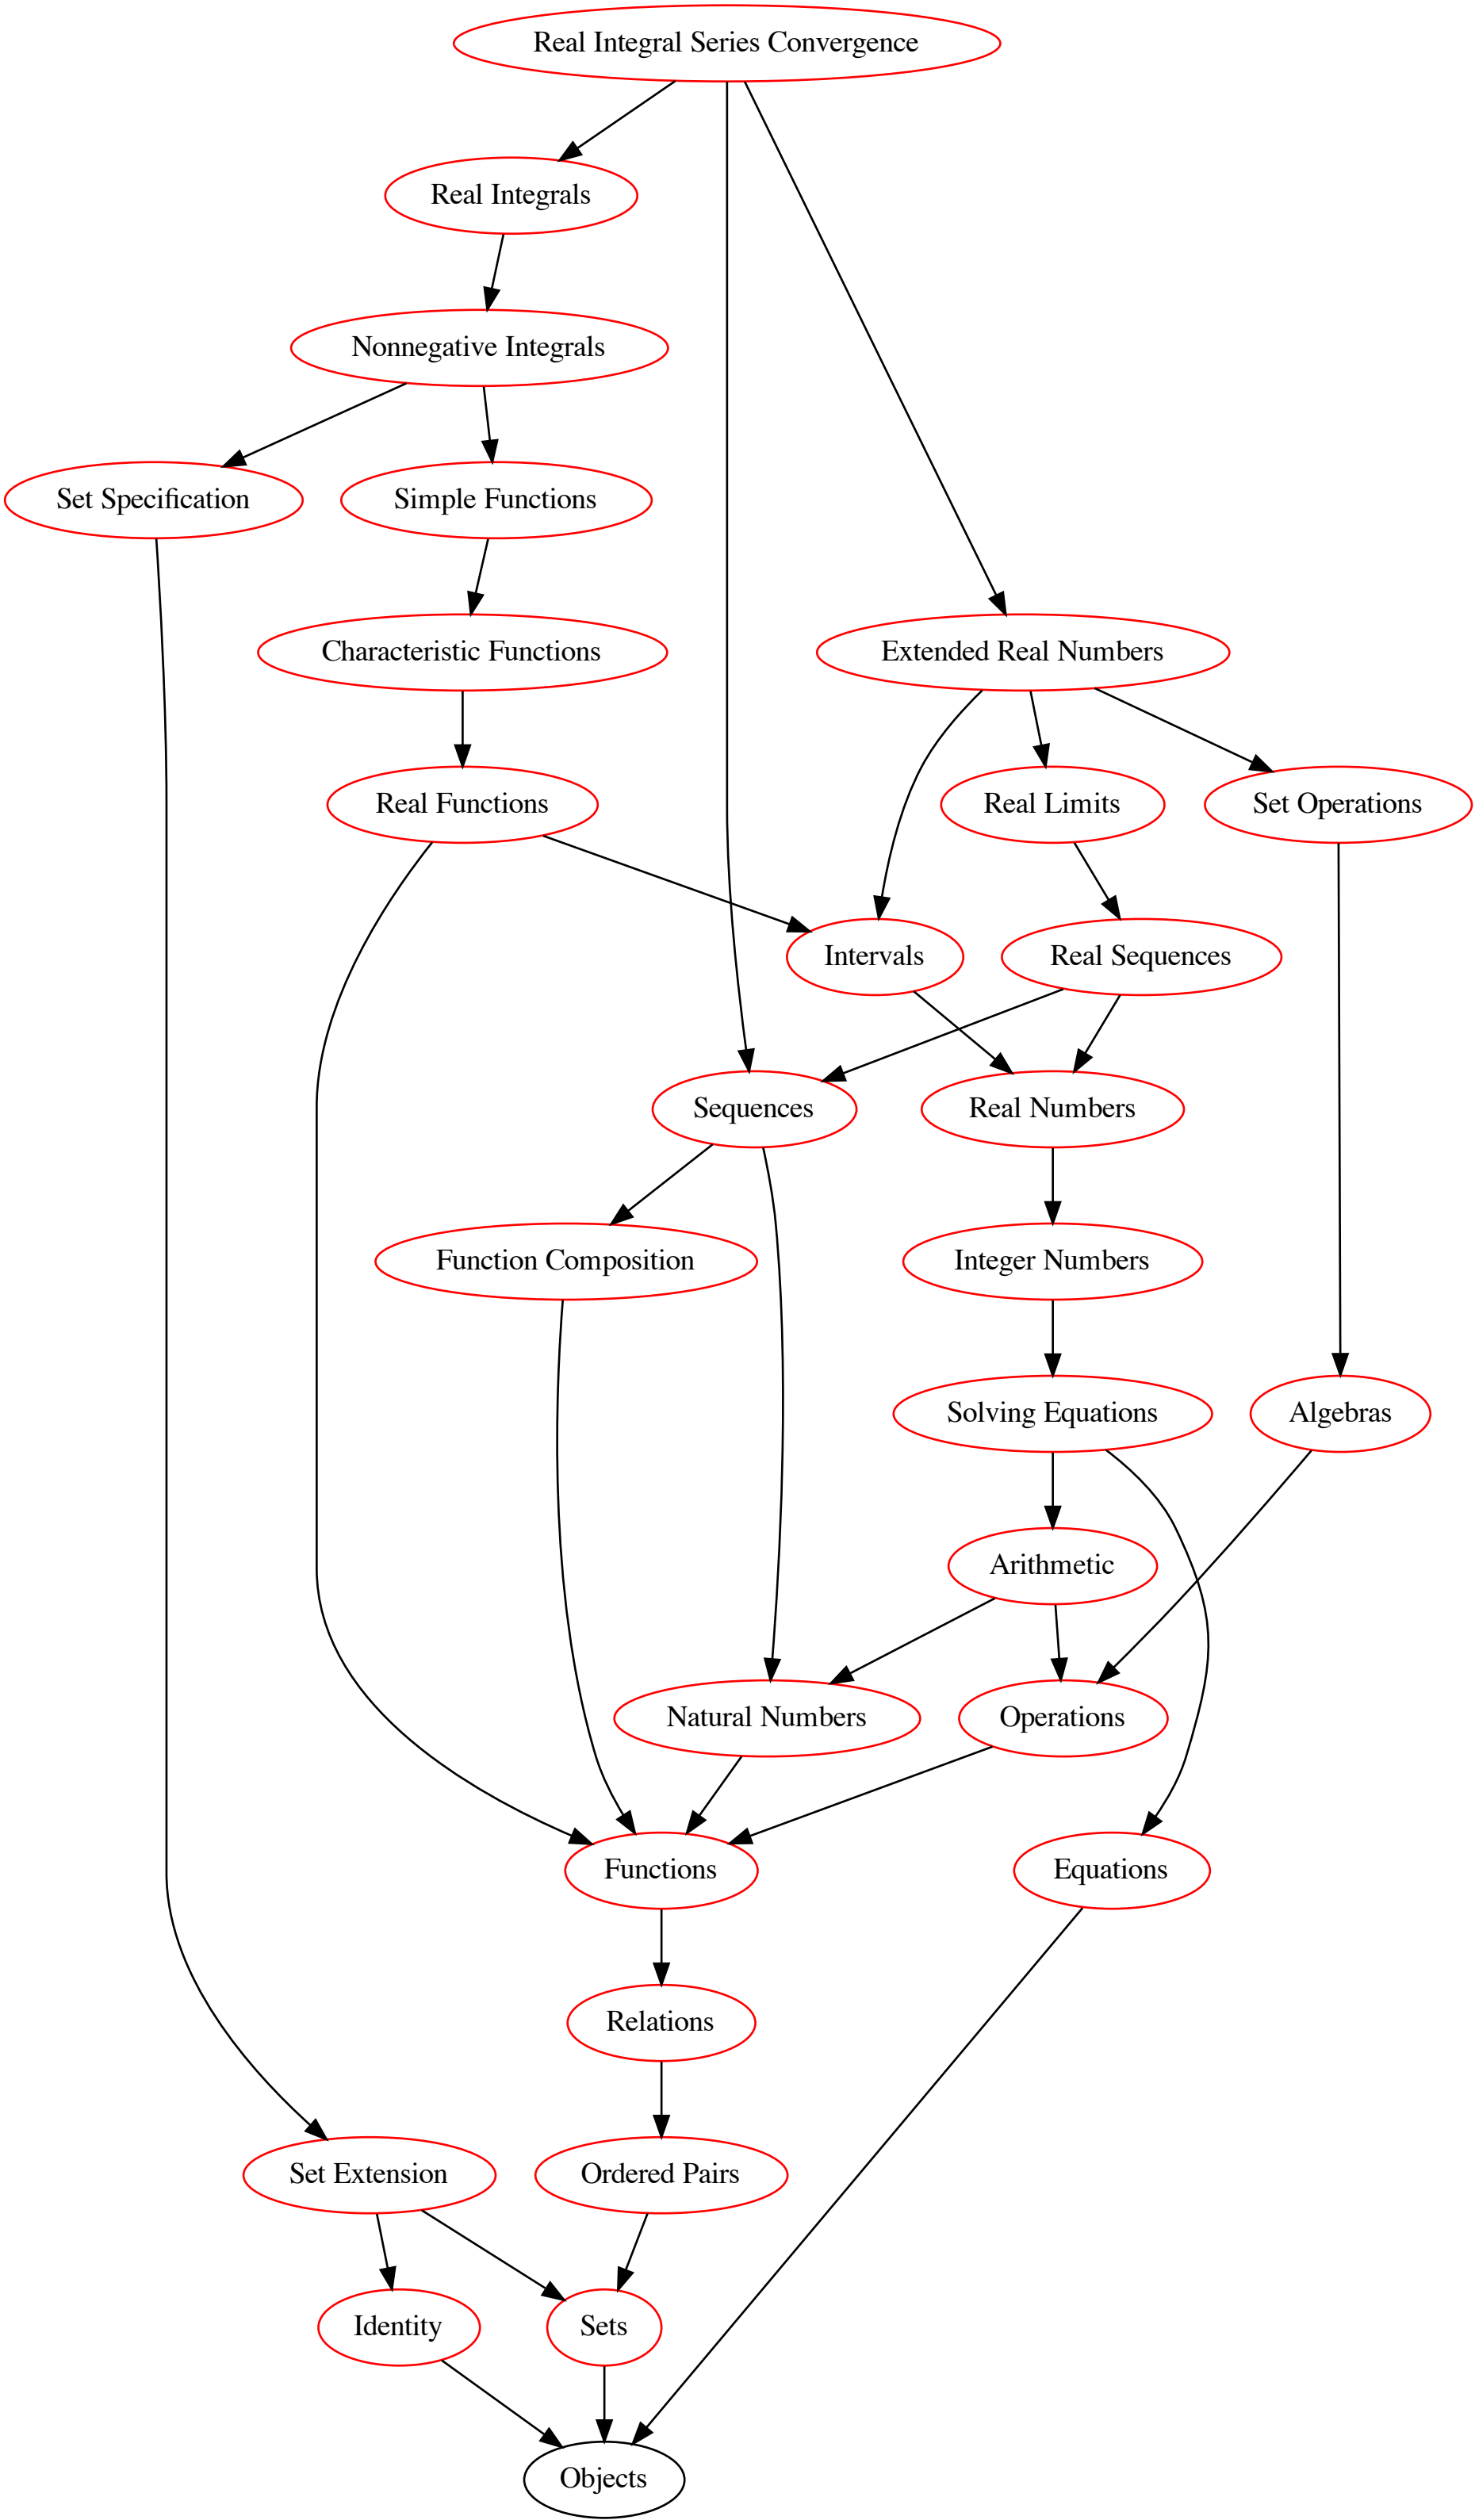 Real Integral Series Convergence
Real Integrals
Nonnegative Integrals
Set Specification
Simple Functions
Characteristic Functions
Extended Real Numbers
Real Functions
Real Limits
Set Operations
Intervals
Real Sequences
Sequences
Real Numbers
Function Composition
Integer Numbers
Solving Equations
Algebras
Arithmetic
Natural Numbers
Operations
Functions
Equations
Relations
Set Extension
Ordered Pairs
Identity
Sets
Objects